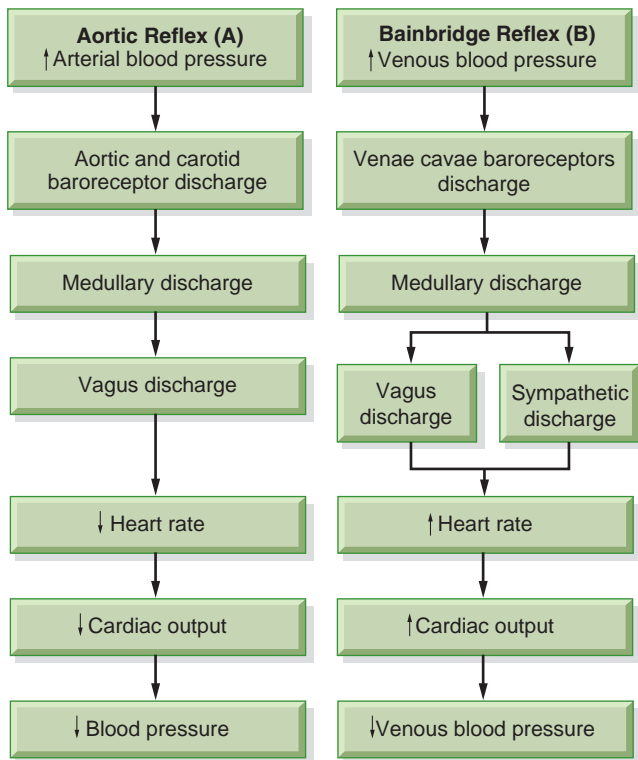 Aortic Reflex (A)
↑Arterial blood pressure
Aortic and carotid
baroreceptor discharge
Medullary discharge
Vagus discharge
↓ Heart rate
↓Cardiac output
↓Blood pressure
Bainbridge Reflex (B)
↑Venous blood pressure
Venae cavae baroreceptors
discharge
Medullary discharge
Vagus
discharge
Sympathetic
discharge
↑Heart rate
↑Cardiac output
↓Venous blood pressure